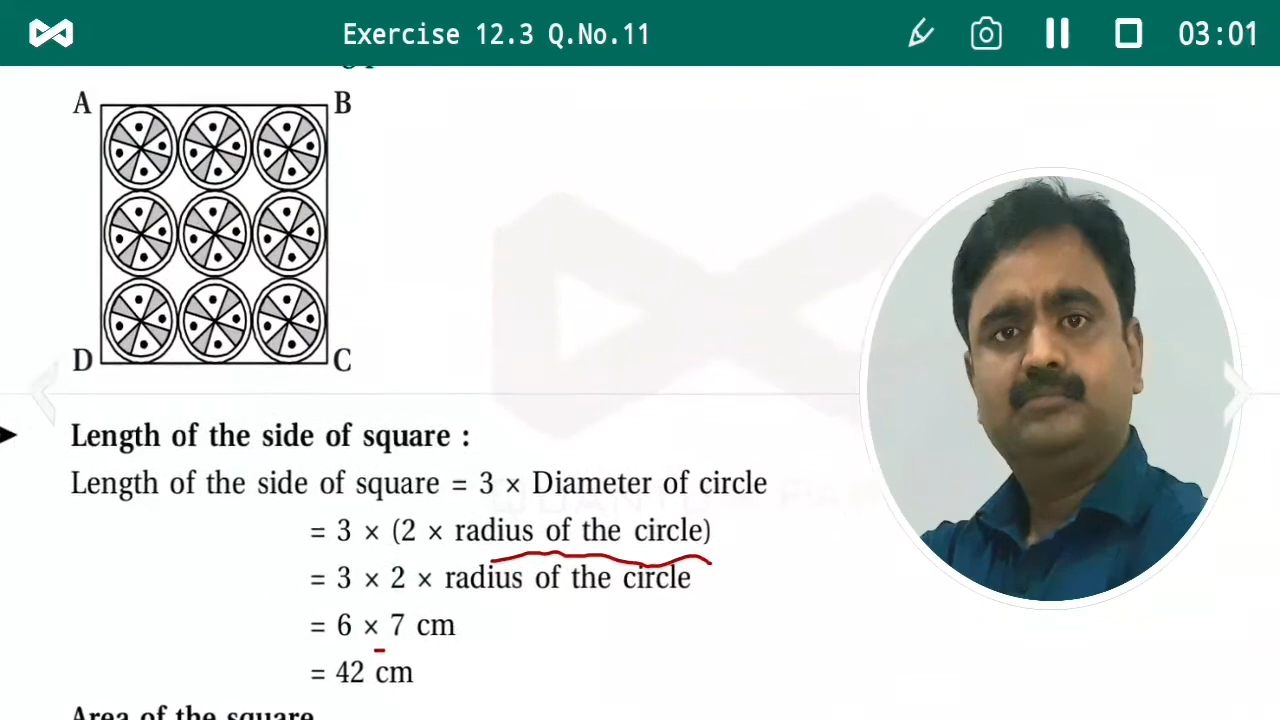 Exercise 12.3 Q.No.11
03:01
A
B
D
C
Length of the side of square :
Length of the side of square = 3 × Diameter of circle
= 3 × (2 × radius of the circle)
= 3 × 2 × radius of the circle
= 6 × 7 cm
= 42 cm
Area of the square